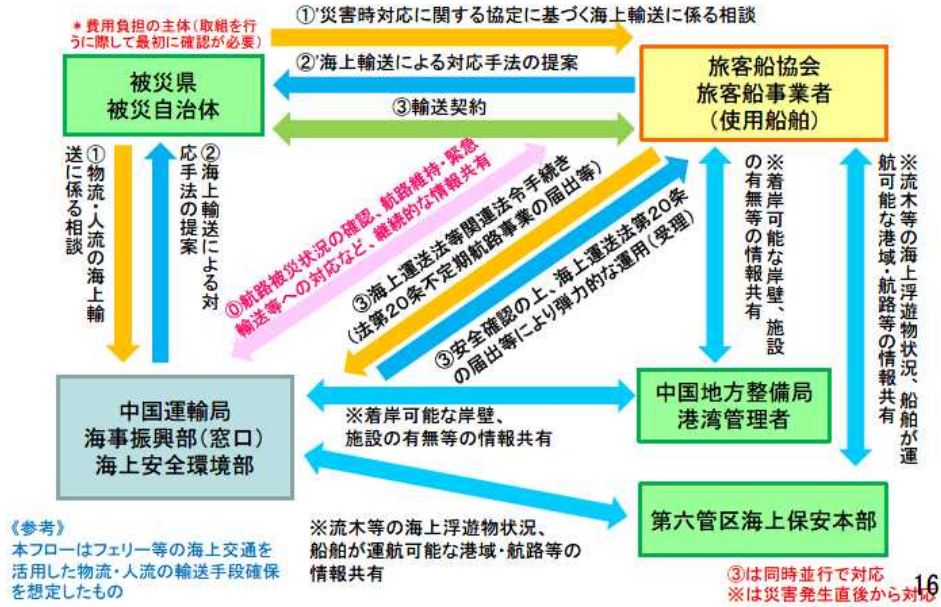 *費用負担の主体(取組を行
うに際して最初に確認が必要)
①'災害時対応に関する協定に基づく海上輸送に係る相談
②'海上輸送による対応手法の提案
③輸送契約
被災県
被災自治体
旅客船協会
旅客船事業者
(使用船舶)
①物流・人流の海上輸
送に係る相談
②海上輸送による対
応手法の提案
⓪航路被災状況の確認、航路維持・緊急
輸送等への対応など、継続的な情報共有
③海上運送法等関連法令手続き
(法第20条不定期航路事業の届出等)
③安全確認の上、海上運送法第20条
の届出等により弾力的な運用(受理)
※着岸可能な岸壁、施設
の有無等の情報共有
※流木等の海上浮遊物状況、船舶が運
航可能な港域・航路等の情報共有
中国運輸局
海事振興部(窓口)
海上安全環境部
※着岸可能な岸壁、
施設の有無等の情報共有
中国地方整備局
港湾管理者
第六管区海上保安本部
※流木等の海上浮遊物状況、
船舶が運航可能な港域・航路等の
情報共有
《参考》
本フローはフェリー等の海上交通を
活用した物流・人流の輸送手段確保
を想定したもの
③は同時並行で対応
※は災害発生直後から対応
16